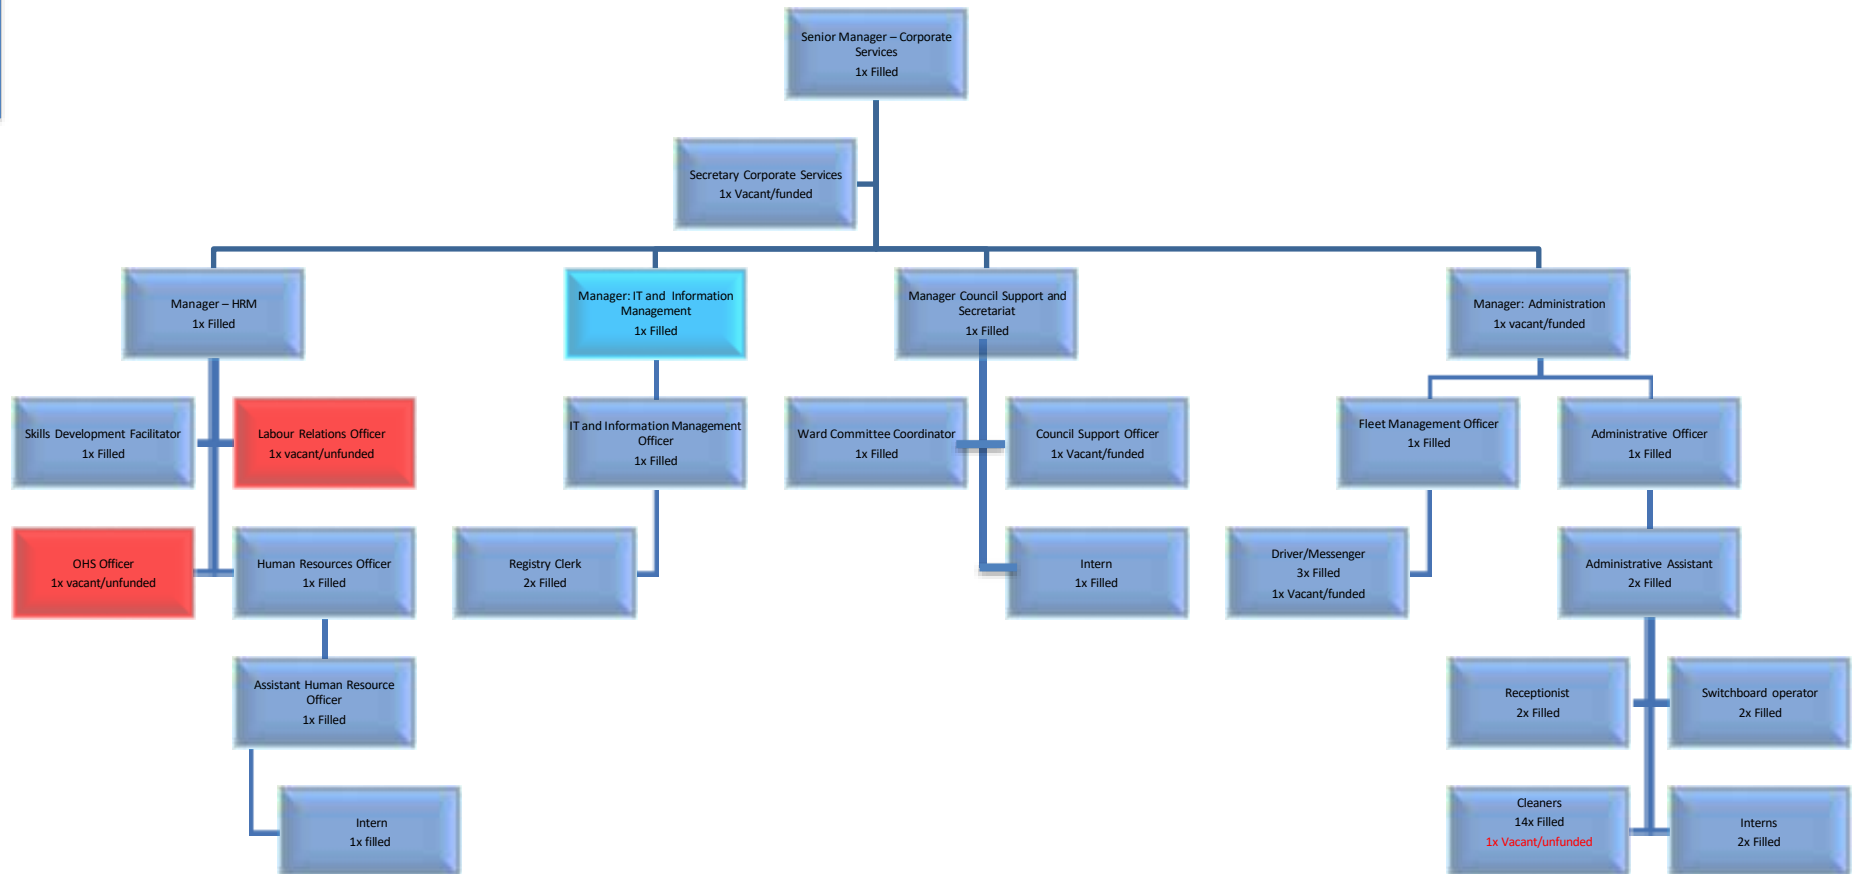 Senior Manager – Corporate
Services
1x Filled
Secretary Corporate Services
1x Vacant/funded
Manager – HRM
1x Filled
Manager: IT and Information
Management
1x Filled
Manager Council Support and
Secretariat
1x Filled
Manager: Administration
1x vacant/funded
Skills Development Facilitator
1x Filled
Labour Relations Officer
1x vacant/unfunded
IT and Information Management
Officer
1x Filled
Ward Committee Coordinator
1x Filled
Council Support Officer
1x Vacant/funded
Fleet Management Officer
1x Filled
Administrative Officer
1x Filled
OHS Officer
1x vacant/unfunded
Human Resources Officer
1x Filled
Registry Clerk
2x Filled
Intern
1x Filled
Driver/Messenger
3x Filled
1x Vacant/funded
Administrative Assistant
2x Filled
Assistant Human Resource
Officer
1x Filled
Receptionist
2x Filled
Switchboard operator
2x Filled
Intern
1x filled
Cleaners
14x Filled
1x Vacant/unfunded
Interns
2x Filled